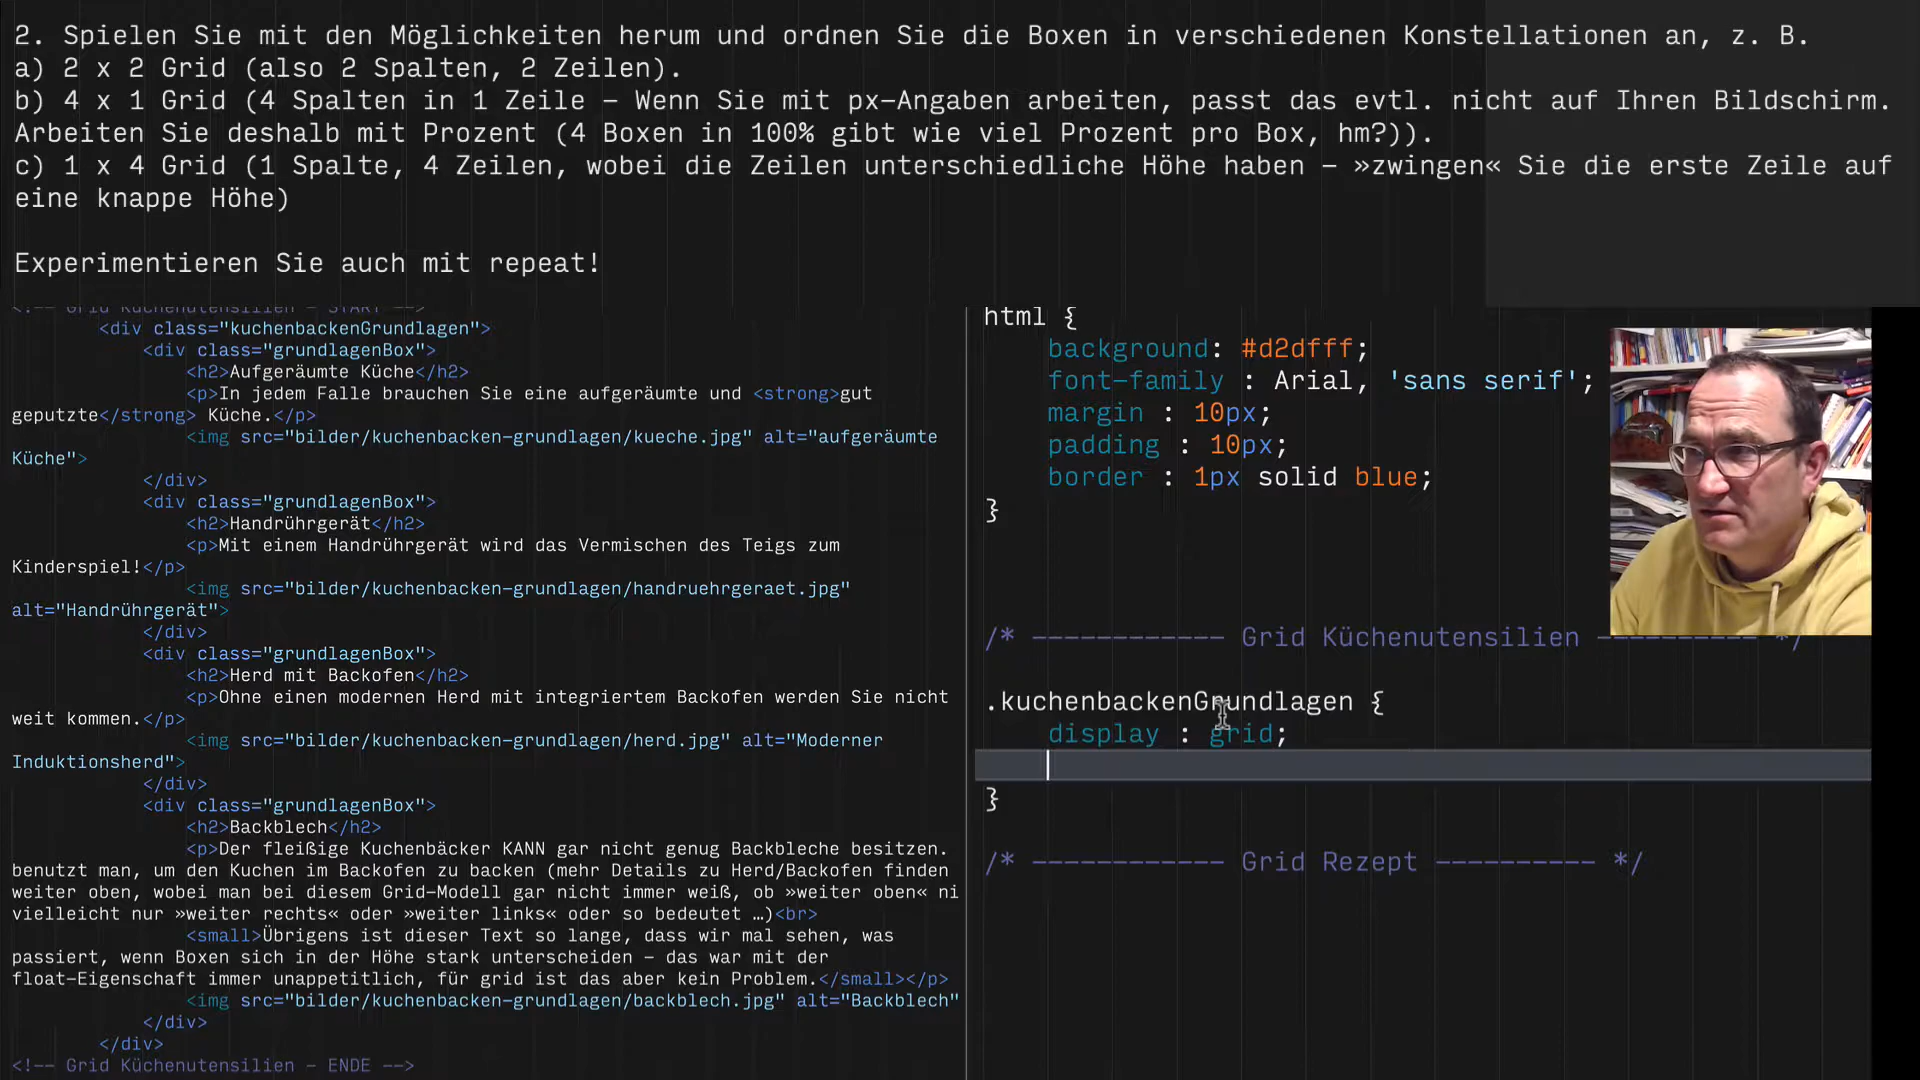 2. Spielen Sie mit den Möglichkeiten herum und ordnen Sie die Boxen in verschiedenen Konstellationen an, z. B.
a) 2 x 2 Grid (also 2 Spalten, 2 Zeilen).
b) 4 x 1 Grid (4 Spalten in 1 Zeile – Wenn Sie mit px-Angaben arbeiten, passt das evtl. nicht auf Ihren Bildschirm.
Arbeiten Sie deshalb mit Prozent (4 Boxen in 100% gibt wie viel Prozent pro Box, hm?)).
c) 1 x 4 Grid (1 Spalte, 4 Zeilen, wobei die Zeilen unterschiedliche Höhe haben – »zwingen« Sie die erste Zeile auf
eine knappe Höhe)
Experimentieren Sie auch mit repeat!
<!-- Grid Küchenutensilien - START -->
<div class="kuchenbackenGrundlagen">
<div class="grundlagenBox">
<h2>Aufgeräumte Küche</h2>
<p>In jedem Falle brauchen Sie eine aufgeräumte und <strong>gut
geputzte</strong> Küche.</p>
<img src="bilder/kuchenbacken-grundlagen/kueche.jpg" alt="aufgeräumte
Küche">
</div>
<div class="grundlagenBox">
<h2>Handrührgerät</h2>
<p>Mit einem Handrührgerät wird das Vermischen des Teigs zum
Kinderspiel!</p>
<img src="bilder/kuchenbacken-grundlagen/handruehrgeraet.jpg"
alt="Handrührgerät">
</div>
<div class="grundlagenBox">
<h2>Herd mit Backofen</h2>
<p>Ohne einen modernen Herd mit integriertem Backofen werden Sie nicht
weit kommen.</p>
<img src="bilder/kuchenbacken-grundlagen/herd.jpg" alt="Moderner
Induktionsherd">
</div>
<div class="grundlagenBox">
<h2>Backblech</h2>
<p>Der fleißige Kuchenbäcker KANN gar nicht genug Backbleche besitzen.
benutzt man, um den Kuchen im Backofen zu backen (mehr Details zu Herd/Backofen finden
weiter oben, wobei man bei diesem Grid-Modell gar nicht immer weiß, ob »weiter oben« ni
vielleicht nur »weiter rechts« oder »weiter links« oder so bedeutet …)<br>
<small>Übrigens ist dieser Text so lange, dass wir mal sehen, was
passiert, wenn Boxen sich in der Höhe stark unterscheiden – das war mit der
float-Eigenschaft immer unappetitlich, für grid ist das aber kein Problem.</small></p>
<img src="bilder/kuchenbacken-grundlagen/backblech.jpg" alt="Backblech"
</div>
</div>
<!-- Grid Küchenutensilien - ENDE -->
html {
background: #d2dfff;
font-family : Arial, 'sans serif';
margin : 10px;
padding : 10px;
border : 1px solid blue;
}
/* ------------ Grid Küchenutensilien ---------- */
.kuchenbackenGrundlagen {
display : grid;
}
/* ------------ Grid Rezept ---------- */